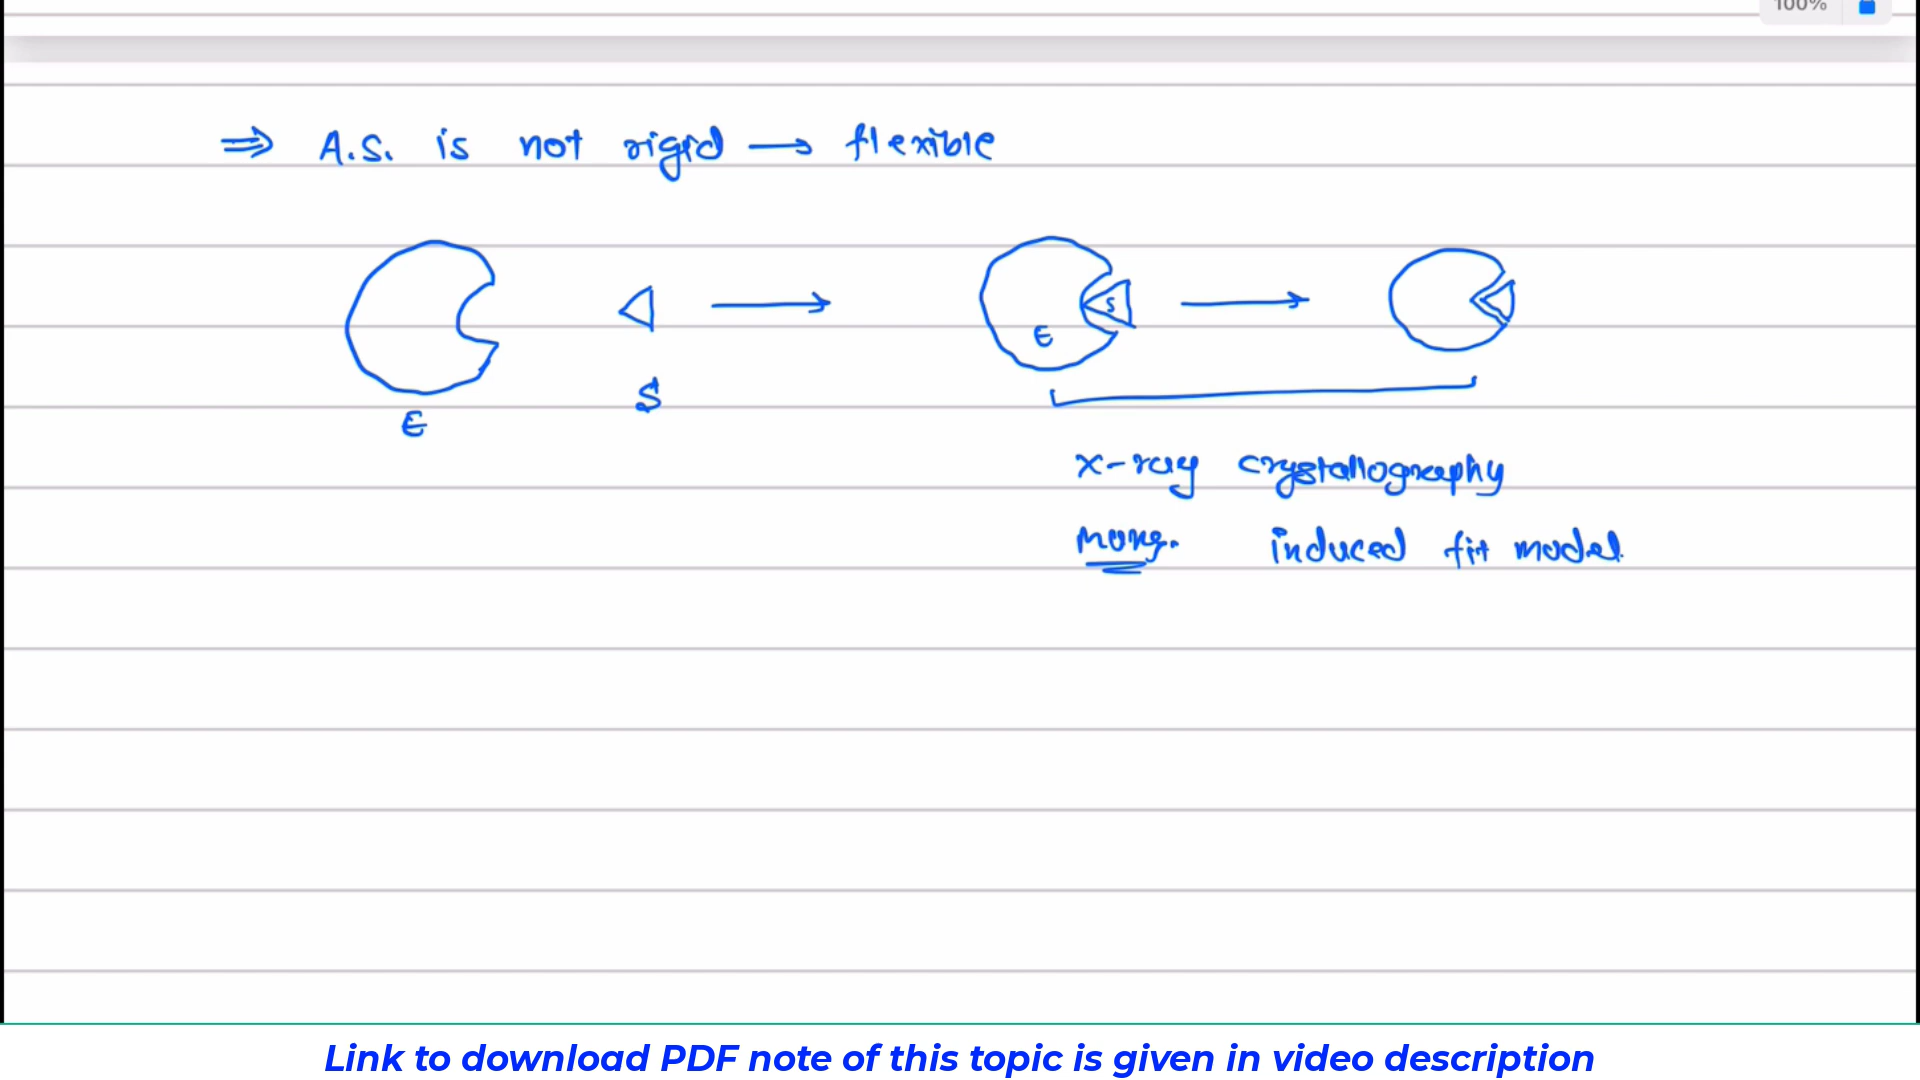 100%
⇒ A.S. is not rigid → flexible
E
S
E
S
x-ray crystallography
induced fit model.
Link to download PDF note of this topic is given in video description